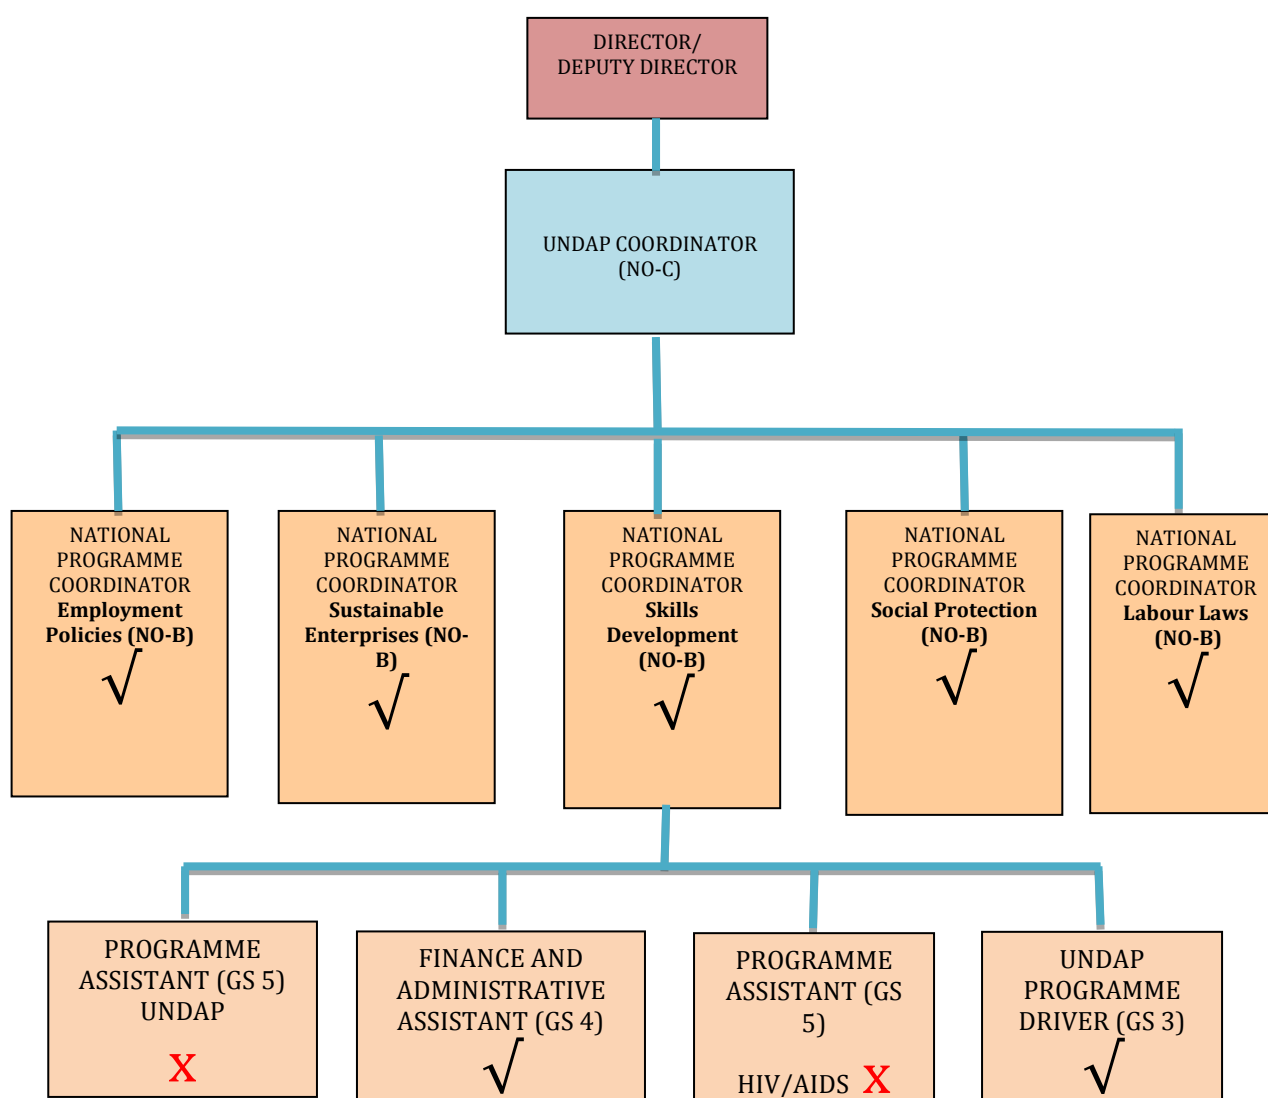 DIRECTOR/
DEPUTY DIRECTOR
UNDAP COORDINATOR
(NO-C)
NATIONAL
PROGRAMME
COORDINATOR
Employment
Policies (NO-B)
√
NATIONAL
PROGRAMME
COORDINATOR
Sustainable
Enterprises (NO-
B)
√
NATIONAL
PROGRAMME
COORDINATOR
Skills
Development
(NO-B)
√
NATIONAL
PROGRAMME
COORDINATOR
Social Protection
(NO-B)
√
NATIONAL
PROGRAMME
COORDINATOR
Labour Laws
(NO-B)
√
PROGRAMME
ASSISTANT (GS 5)
UNDAP
X
FINANCE AND
ADMINISTRATIVE
ASSISTANT (GS 4)
√
PROGRAMME
ASSISTANT (GS
5)
HIV/AIDS X
UNDAP
PROGRAMME
DRIVER (GS 3)
√